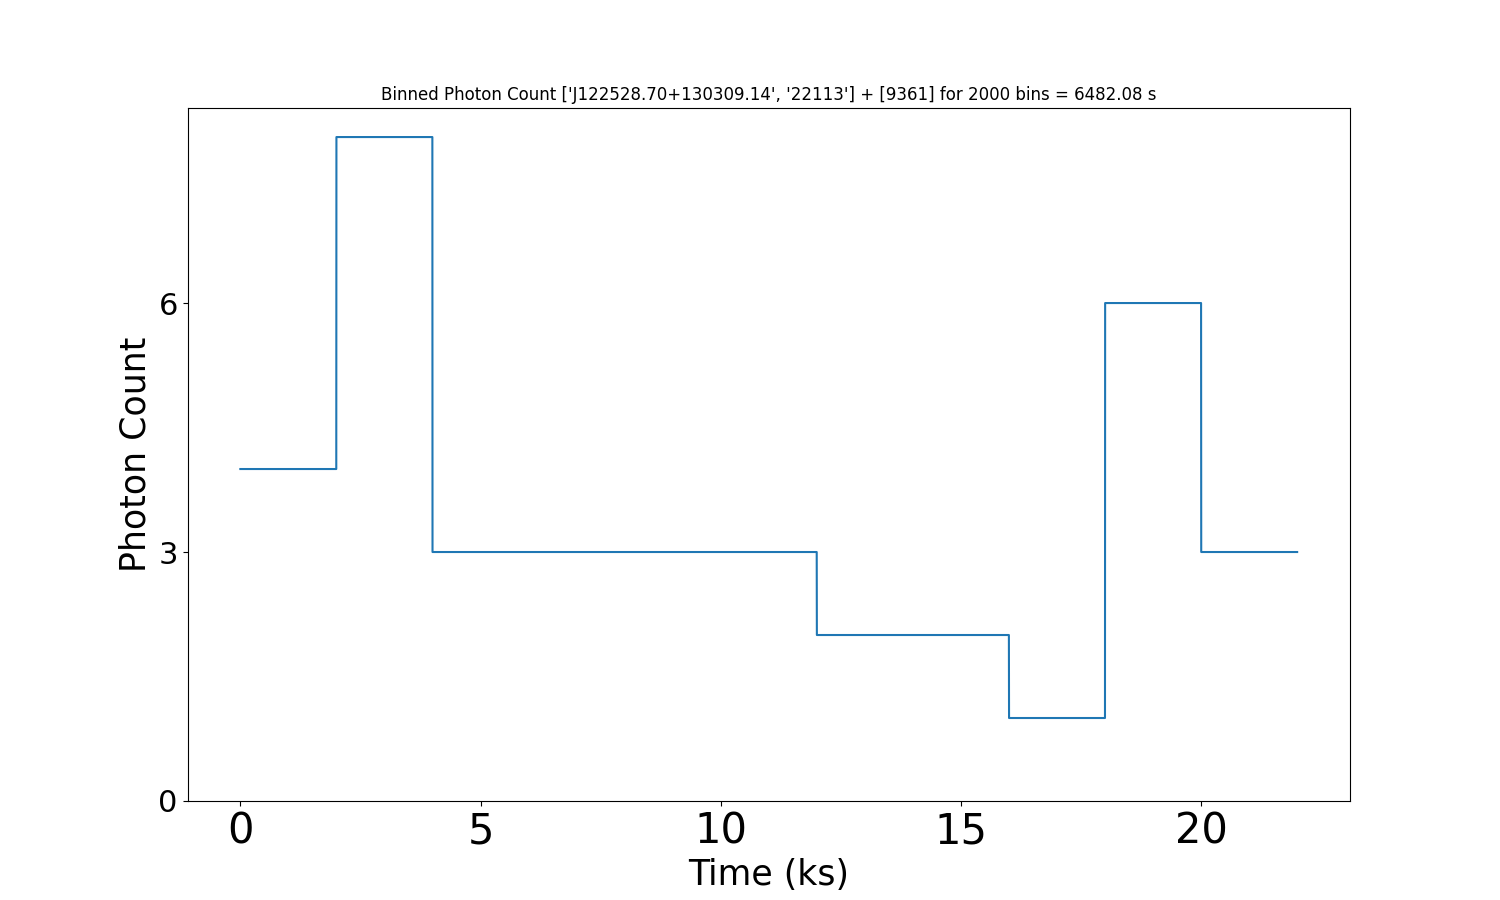 Binned Photon Count ['J122528.70+130309.14', '22113'] + [9361] for 2000 bins = 6482.08 s
6
3
0
Photon Count
0 5 10 15 20
Time (ks)